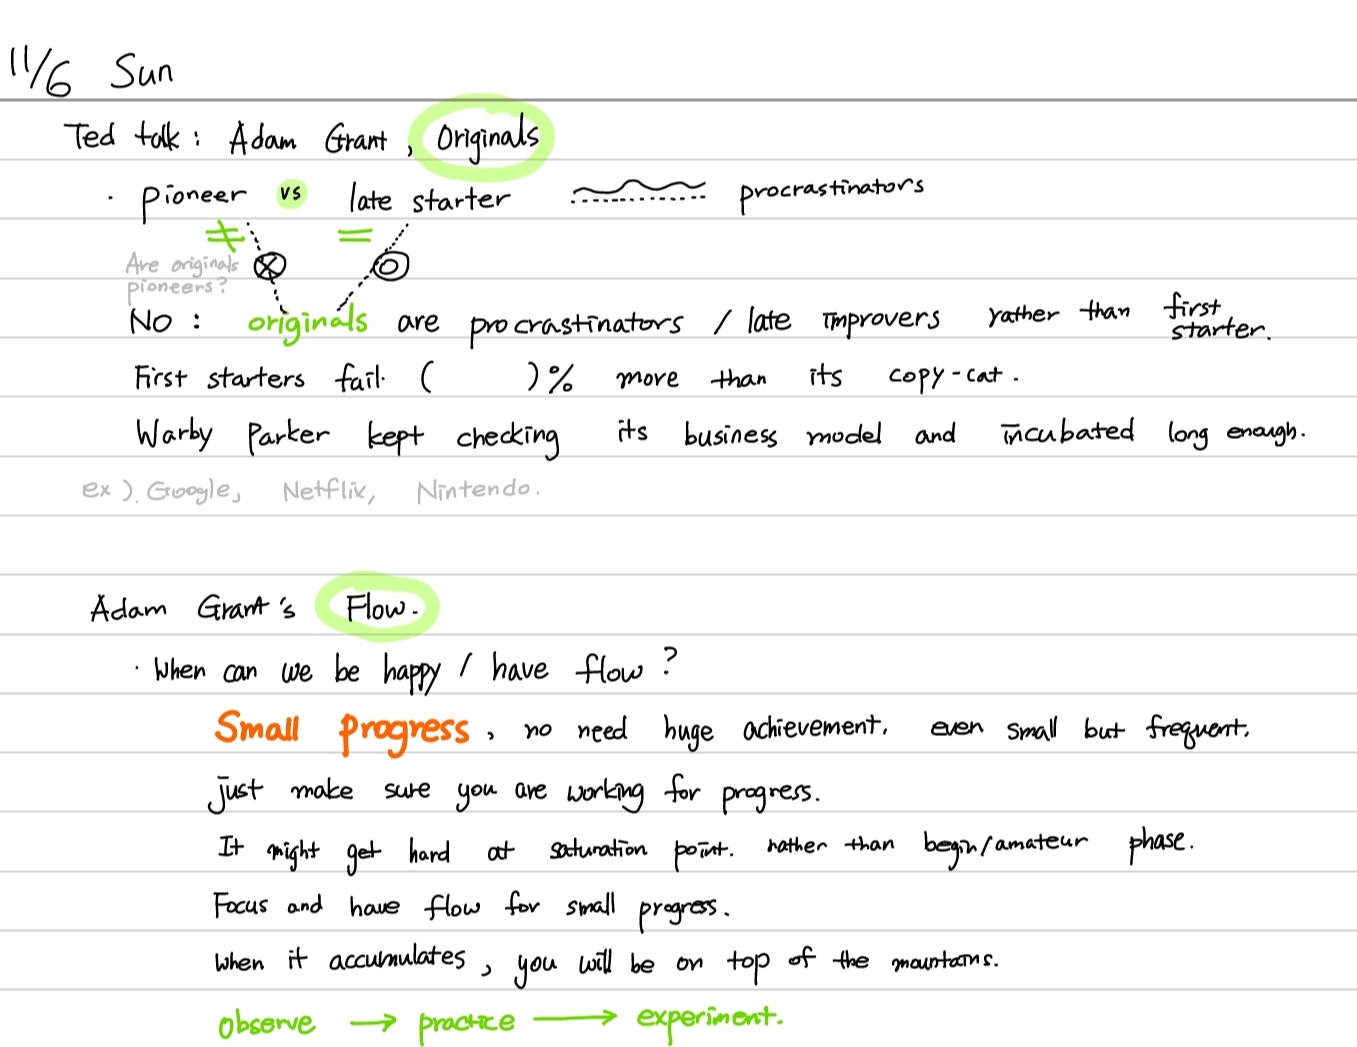 11/6 Sun
Ted talk: Adam Grant, Originals
· pioneer vs late starter procrastinators
≠ =
Are originals
pioneers?
No: originals are procrastinators / late improvers rather than first starter.
First starters fail ( )% more than its copy-cat.
Warby Parker kept checking its business model and incubated long enough.
ex). Google, Netflix, Nintendo.
Adam Grant's Flow.
· When can we be happy / have flow?
Small progress, no need huge achievement. even small but frequent.
just make sure you are working for progress.
It might get hard at saturation point. rather than begin/amateur phase.
Focus and have flow for small progress.
When it accumulates, you will be on top of the mountains.
observe → practice → experiment.